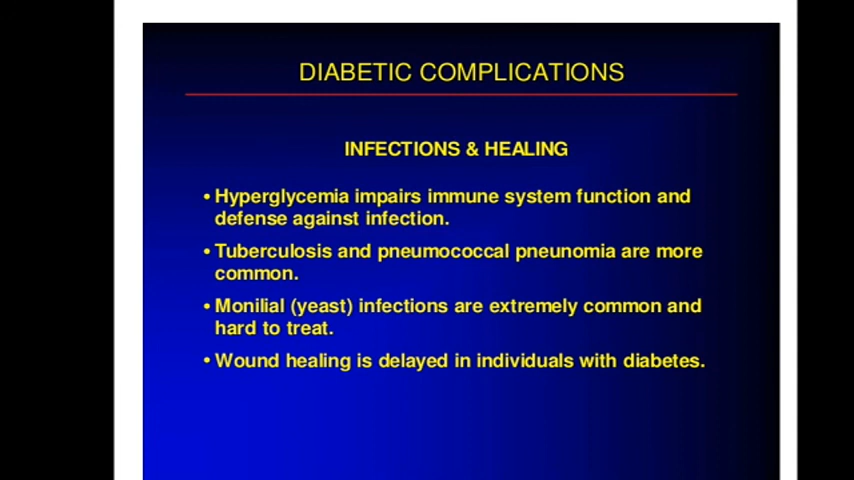 DIABETIC COMPLICATIONS
INFECTIONS & HEALING
• Hyperglycemia impairs immune system function and
defense against infection.
• Tuberculosis and pneumococcal pneunomia are more
common.
• Monilial (yeast) infections are extremely common and
hard to treat.
• Wound healing is delayed in individuals with diabetes.